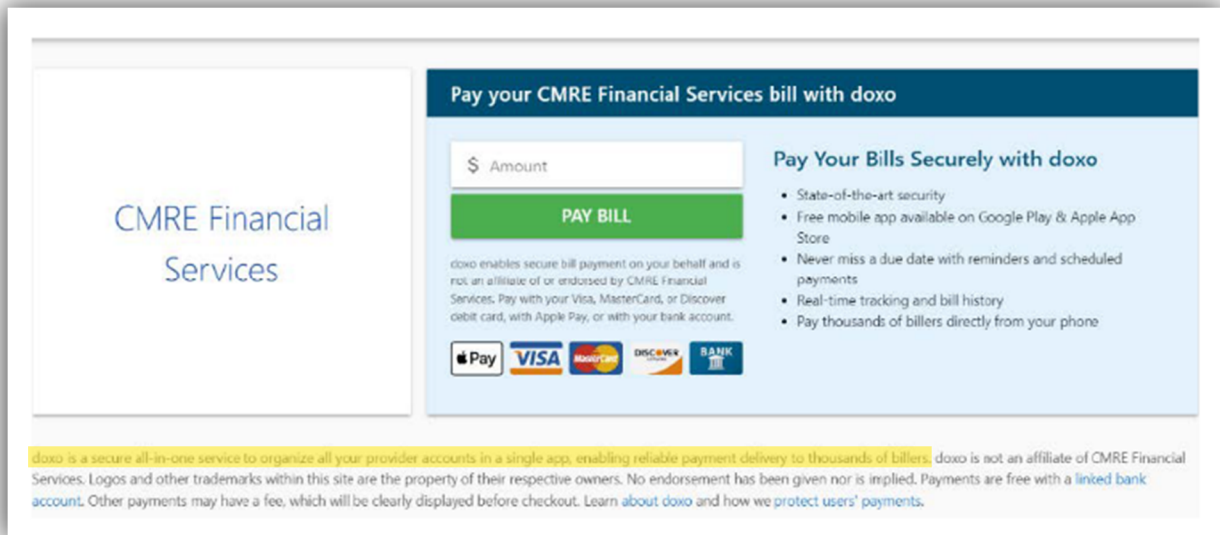 Pay your CMRE Financial Services bill with doxo
CMRE Financial
Services
$ Amount
PAY BILL
doxo enables secure bill payment on your behalf and is
not an affiliate of or endorsed by CMRE Financial
Services. Pay with your Visa, MasterCard, or Discover
debit card, with Apple Pay, or with your bank account.
Pay VISA MasterCard DISCOVER BANK
Pay Your Bills Securely with doxo
• State-of-the-art security
• Free mobile app available on Google Play & Apple App
Store
• Never miss a due date with reminders and scheduled
payments
• Real-time tracking and bill history
• Pay thousands of billers directly from your phone
doxo is a secure all-in-one service to organize all your provider accounts in a single app, enabling reliable payment delivery to thousands of billers. doxo is not an affiliate of CMRE Financial
Services. Logos and other trademarks within this site are the property of their respective owners. No endorsement has been given nor is implied. Payments are free with a linked bank
account. Other payments may have a fee, which will be clearly displayed before checkout. Learn about doxo and how we protect users' payments.